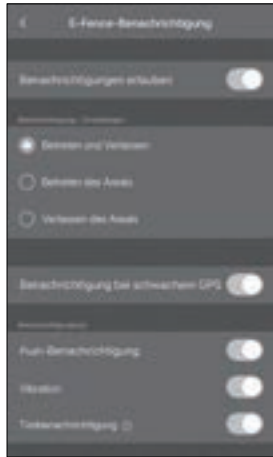 E-Fence-Benachrichtigung
Benachrichtigungen erlauben
Betreten und Verlassen
Betreten des Areals
Verlassen des Areals
Benachrichtigung bei schwachem GPS
Push-Benachrichtigung
Vibration